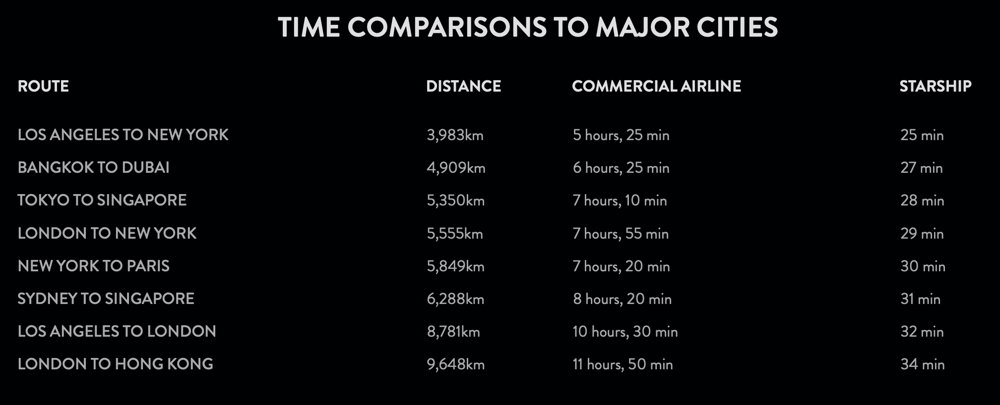 TIME COMPARISONS TO MAJOR CITIES
ROUTE DISTANCE COMMERCIAL AIRLINE STARSHIP
LOS ANGELES TO NEW YORK 3,983km 5 hours, 25 min 25 min
BANGKOK TO DUBAI 4,909km 6 hours, 25 min 27 min
TOKYO TO SINGAPORE 5,350km 7 hours, 10 min 28 min
LONDON TO NEW YORK 5,555km 7 hours, 55 min 29 min
NEW YORK TO PARIS 5,849km 7 hours, 20 min 30 min
SYDNEY TO SINGAPORE 6,288km 8 hours, 20 min 31 min
LOS ANGELES TO LONDON 8,781km 10 hours, 30 min 32 min
LONDON TO HONG KONG 9,648km 11 hours, 50 min 34 min